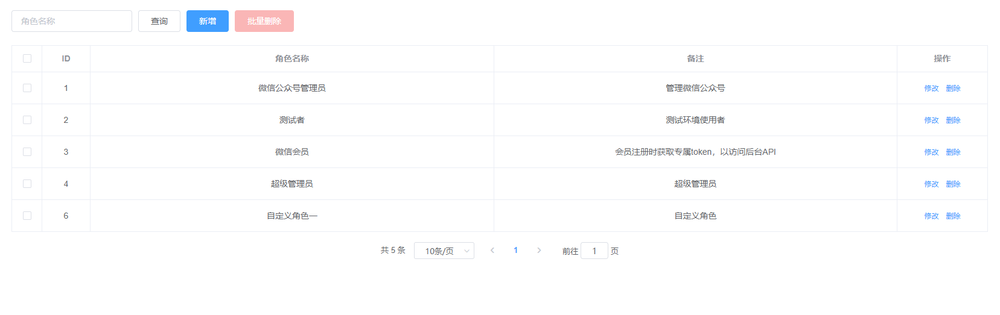 角色名称 查询 新增 批量删除
ID 角色名称 备注 操作
1 微信公众号管理员 管理微信公众号 修改 删除
2 测试者 测试环境使用者 修改 删除
3 微信会员 会员注册时获取专属token，以访问后台API 修改 删除
4 超级管理员 超级管理员 修改 删除
6 自定义角色一 自定义角色 修改 删除
共 5 条 10条/页 1 前往 1 页